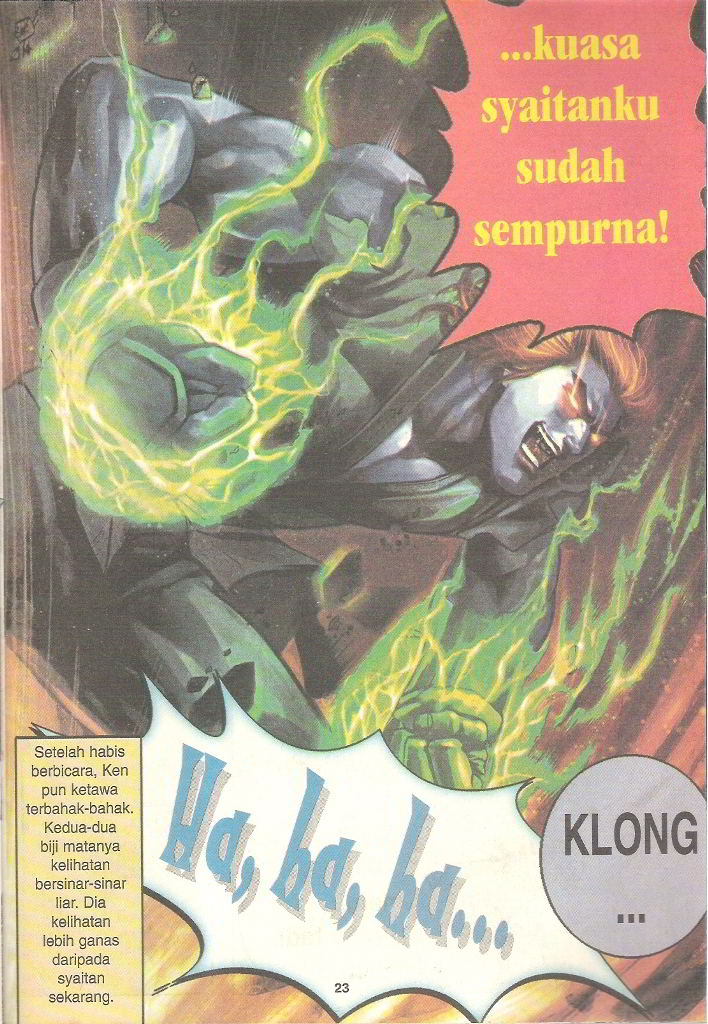 ...kuasa
syaitanku
sudah
sempurna!
Ha, ha, ha....
KLONG
...
Setelah habis
berbicara, Ken
pun ketawa
terbahak-bahak.
Kedua-dua
biji matanya
kelihatan
bersinar-sinar
liar. Dia
kelihatan
lebih ganas
daripada
syaitan
sekarang.
23